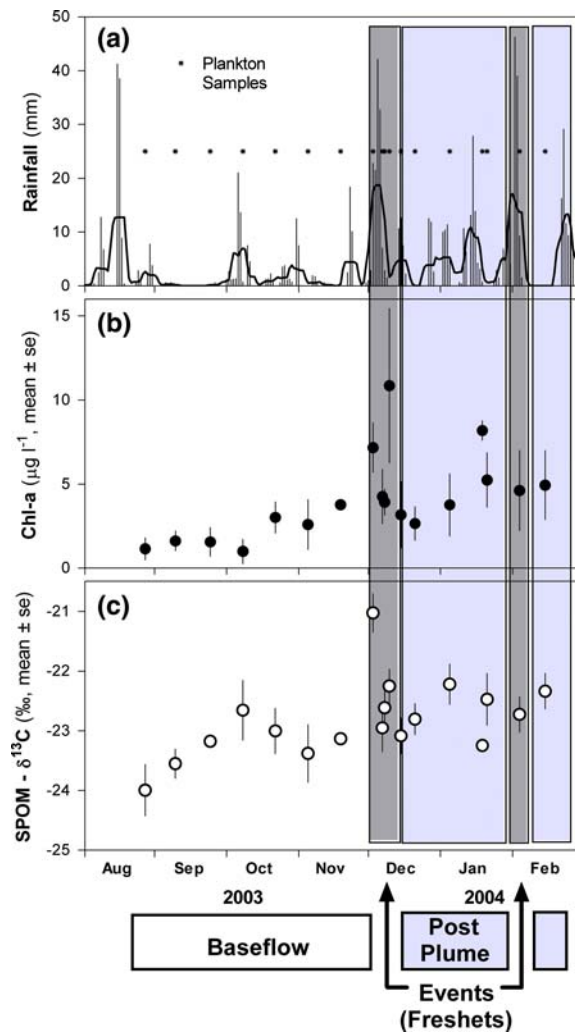 (a)
* Plankton
Samples
Rainfall (mm)
50
40
30
20
10
0
(b)
Chl-a (µg l⁻¹, mean ± se)
15
10
5
0
(c)
SPOM - δ¹³C (‰, mean ± se)
-21
-22
-23
-24
-25
Aug Sep Oct Nov Dec Jan Feb
2003 2004
Baseflow
Post
Plume
Events
(Freshets)